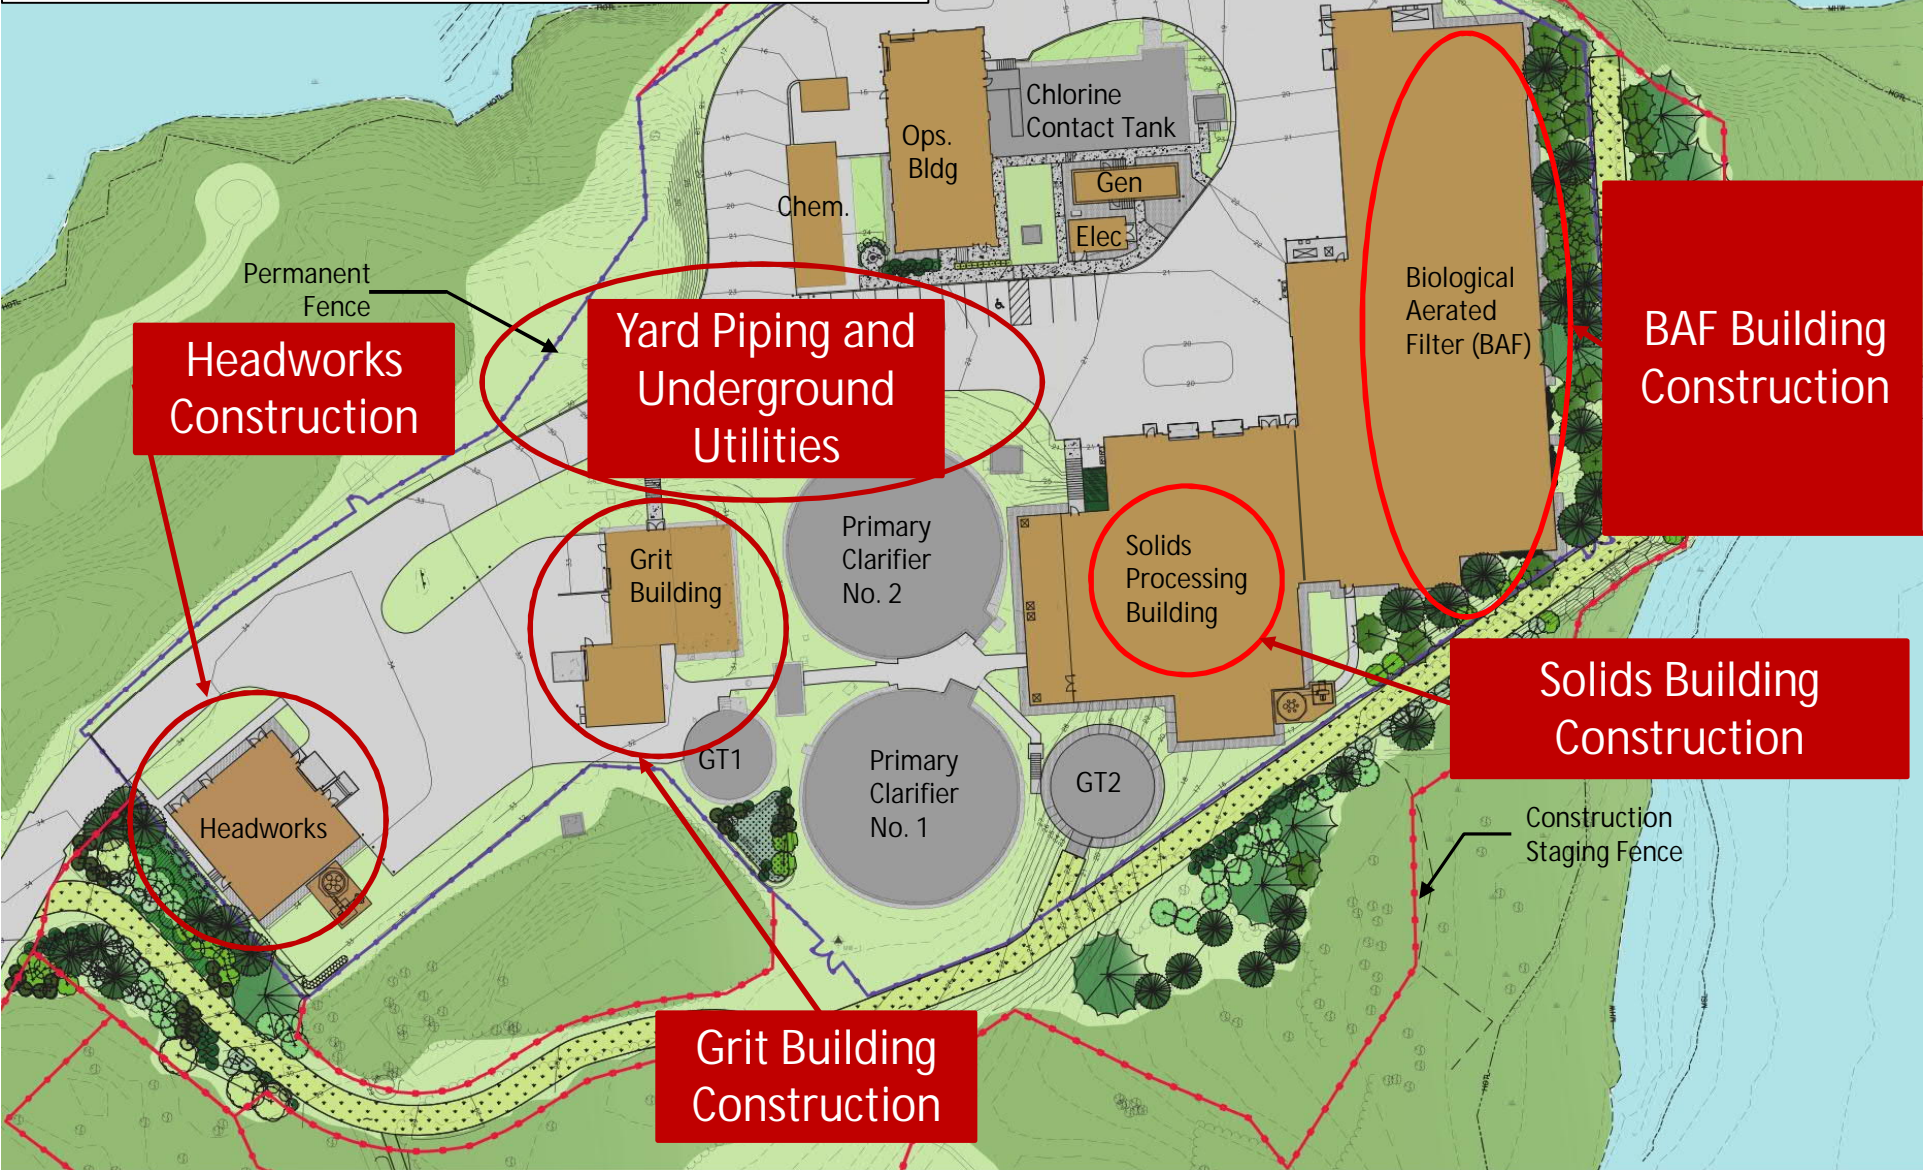 Chlorine
Contact Tank
Ops.
Bldg
Gen
Chem.
Elec
Permanent
Fence
Biological
Aerated
Filter (BAF)
Headworks
Construction
Yard Piping and
Underground
Utilities
BAF Building
Construction
Grit
Building
Primary
Clarifier
No. 2
Solids
Processing
Building
Solids Building
Construction
GT1
Primary
Clarifier
No. 1
GT2
Headworks
Construction
Staging Fence
Grit Building
Construction